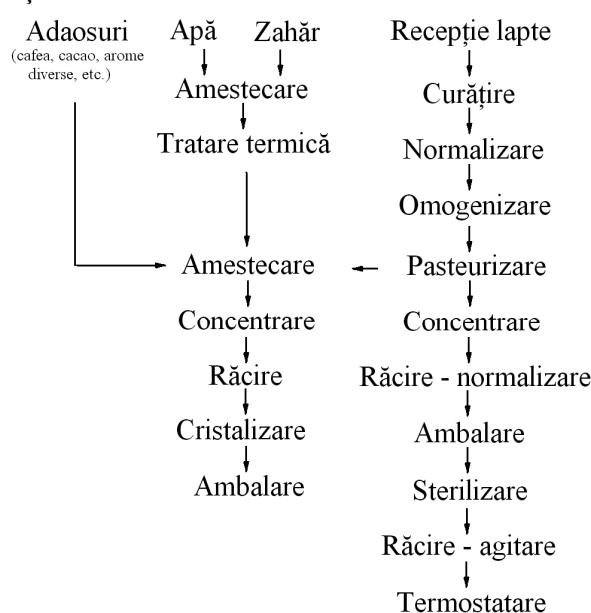 Adaosuri
(cafea, cacao, arome
diverse, etc.)
Apă
Zahăr
Amestecare
Tratare termică
Amestecare
Concentrare
Răcire
Cristalizare
Ambalare
Recepție lapte
Curățire
Normalizare
Omogenizare
Pasteurizare
Concentrare
Răcire - normalizare
Ambalare
Sterilizare
Răcire - agitare
Termostatare